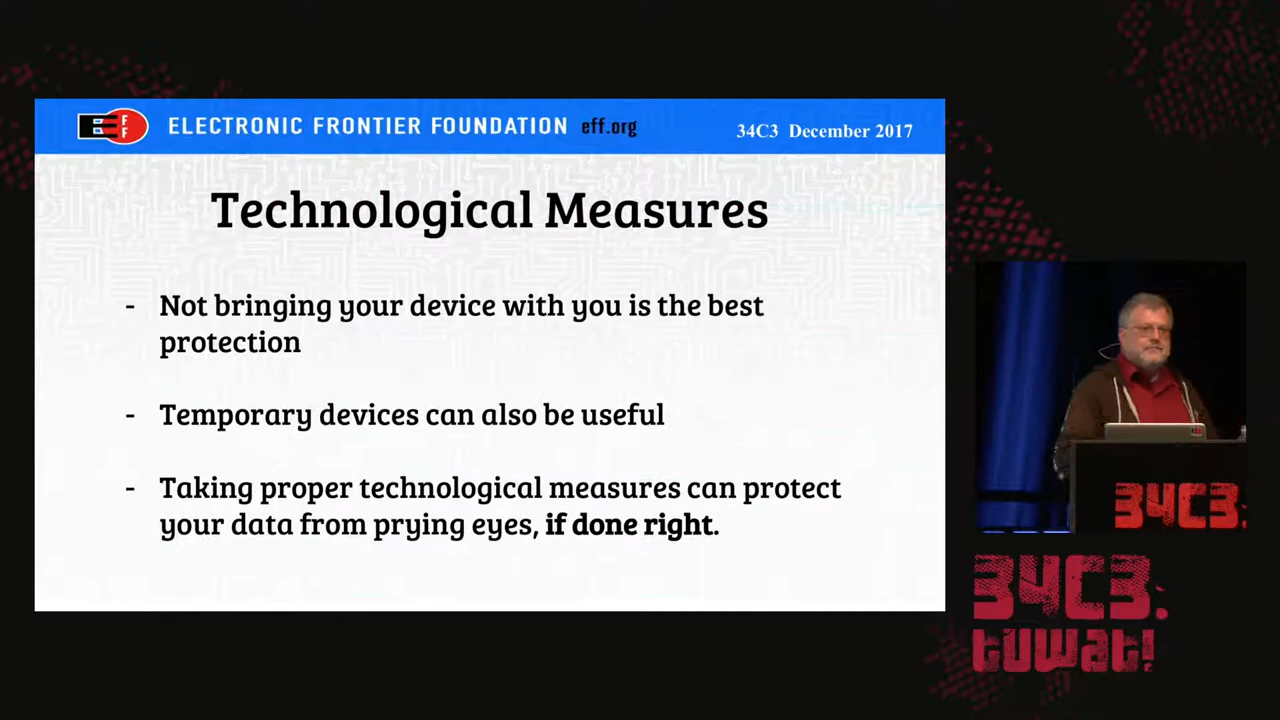 EFF ELECTRONIC FRONTIER FOUNDATION eff.org 34C3 December 2017
Technological Measures
- Not bringing your device with you is the best
protection
- Temporary devices can also be useful
- Taking proper technological measures can protect
your data from prying eyes, if done right.
34C3:
34C3:
tuwat!